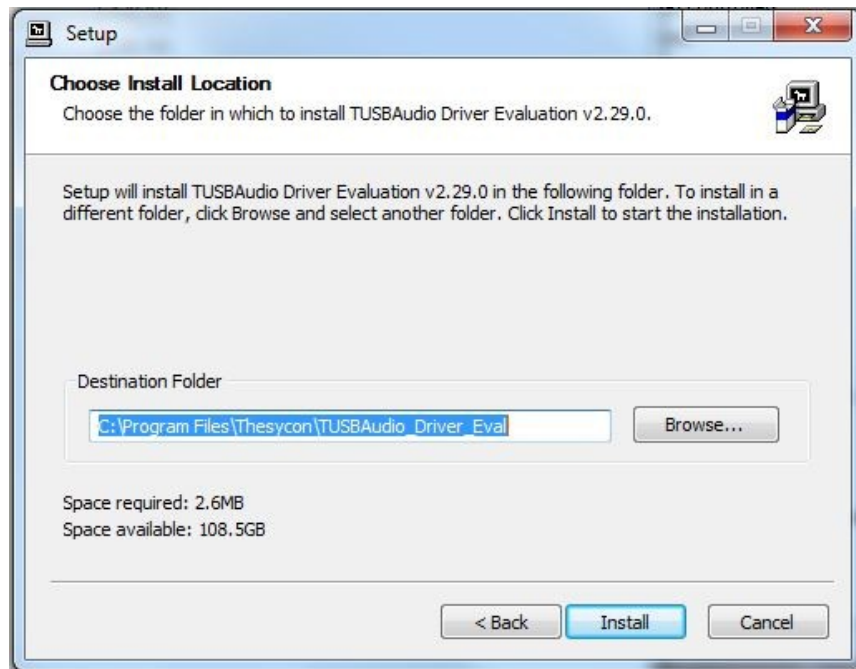 Setup
Choose Install Location
Choose the folder in which to install TUSBAudio Driver Evaluation v2.29.0.
Setup will install TUSBAudio Driver Evaluation v2.29.0 in the following folder. To install in a
different folder, click Browse and select another folder. Click Install to start the installation.
Destination Folder
C:\Program Files\Thesycon\TUSBAudio_Driver_Eval
Browse...
Space required: 2.6MB
Space available: 108.5GB
< Back
Install
Cancel